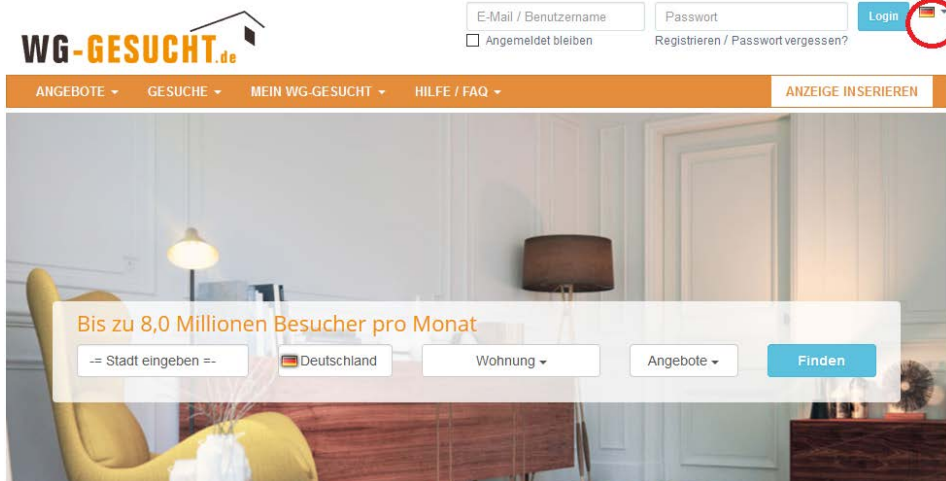 E-Mail / Benutzername
Passwort
Login
Angemeldet bleiben
Registrieren / Passwort vergessen?
WG-GESUCHT.de
ANGEBOTE
GESUCHE
MEIN WG-GESUCHT
HILFE / FAQ
ANZEIGE INSERIEREN
Bis zu 8,0 Millionen Besucher pro Monat
-= Stadt eingeben =-
Deutschland
Wohnung
Angebote
Finden